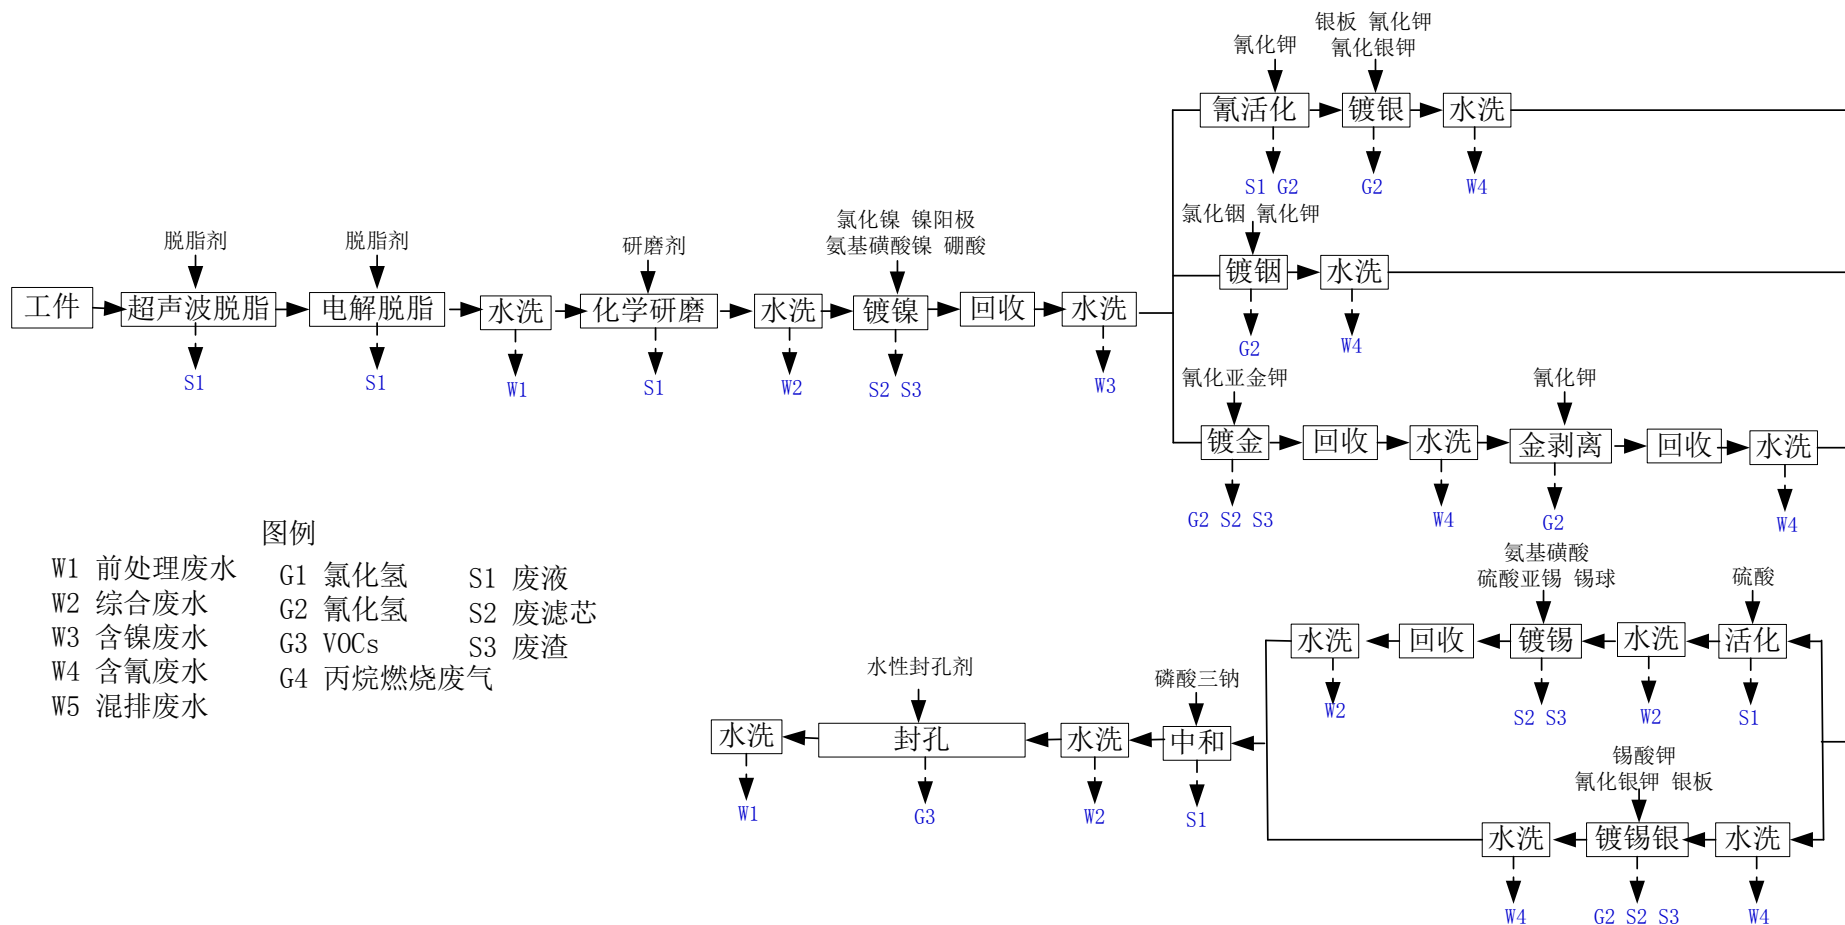 银板 氰化钾
氰化钾
氰化银钾
氰活化
镀银
水洗
S1 G2
G2
W4
氯化铟 氰化钾
镀铟
水洗
G2
W4
脱脂剂
脱脂剂
研磨剂
氯化镍 镍阳极
氨基磺酸镍 硼酸
工件
超声波脱脂
电解脱脂
水洗
化学研磨
水洗
镀镍
回收
水洗
S1
S1
W1
S1
W2
S2 S3
W3
氰化亚金钾
氰化钾
镀金
回收
水洗
金剥离
回收
水洗
G2 S2 S3
W4
G2
W4
图例
W1 前处理废水
W2 综合废水
W3 含镍废水
W4 含氰废水
W5 混排废水
G1 氯化氢
G2 氰化氢
G3 VOCs
G4 丙烷燃烧废气
S1 废液
S2 废滤芯
S3 废渣
氨基磺酸
硫酸亚锡 锡球
硫酸
水洗
回收
镀锡
水洗
活化
W2
S2 S3
W2
S1
水性封孔剂
磷酸三钠
水洗
封孔
水洗
中和
W1
G3
W2
S1
锡酸钾
氰化银钾 银板
水洗
镀锡银
水洗
W4
G2 S2 S3
W4